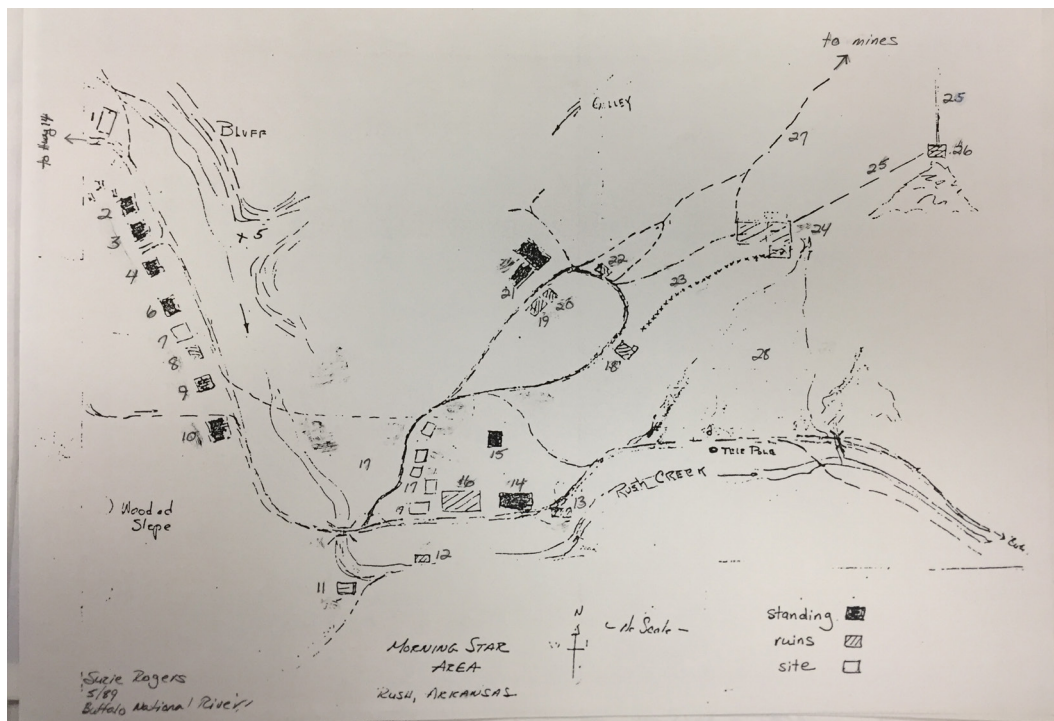 to mines
GULLEY
25
to Hwy 14
BLUFF
27
26
25
2
x 5
3
24
4
22
21
23
20
19
6
7
18
8
28
9
10
15
TELE POLE
17
RUSH CREEK
17
16
14
13
) Wooded
Slope
12
11
N
standing
MORNING STAR
AREA
- No Scale -
ruins
site
RUSH, ARKANSAS
Suzie Rogers
5/89
Buffalo National River